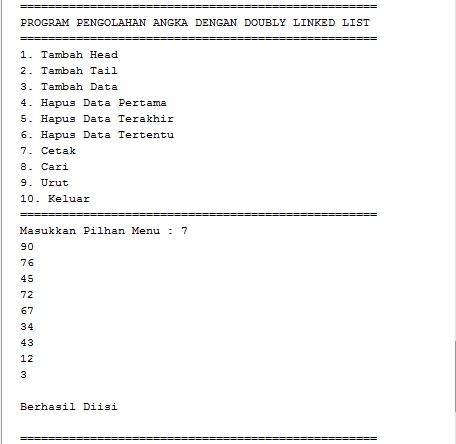 ===================================================
PROGRAM PENGOLAHAN ANGKA DENGAN DOUBLY LINKED LIST
===================================================
1. Tambah Head
2. Tambah Tail
3. Tambah Data
4. Hapus Data Pertama
5. Hapus Data Terakhir
6. Hapus Data Tertentu
7. Cetak
8. Cari
9. Urut
10. Keluar
===================================================
Masukkan Pilhan Menu : 7
90
76
45
72
67
34
43
12
3
Berhasil Diisi
===================================================